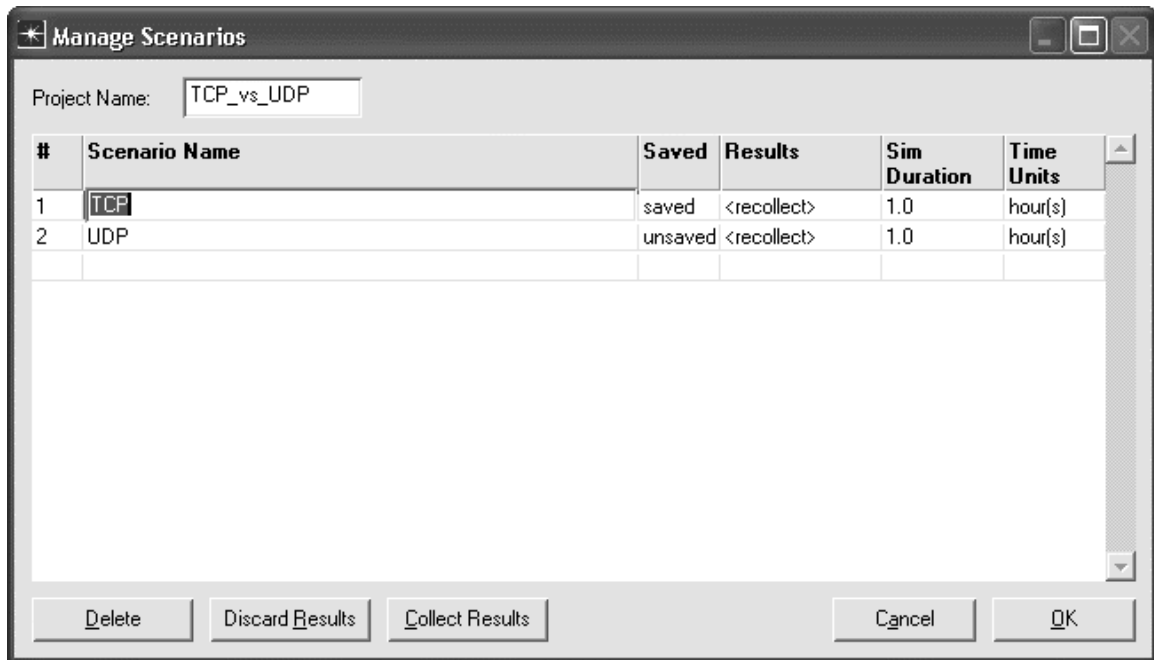 Manage Scenarios
Project Name: TCP_vs_UDP
# Scenario Name Saved Results Sim Duration Time Units
1 TCP saved <recollect> 1.0 hour(s)
2 UDP unsaved <recollect> 1.0 hour(s)
Delete Discard Results Collect Results Cancel OK